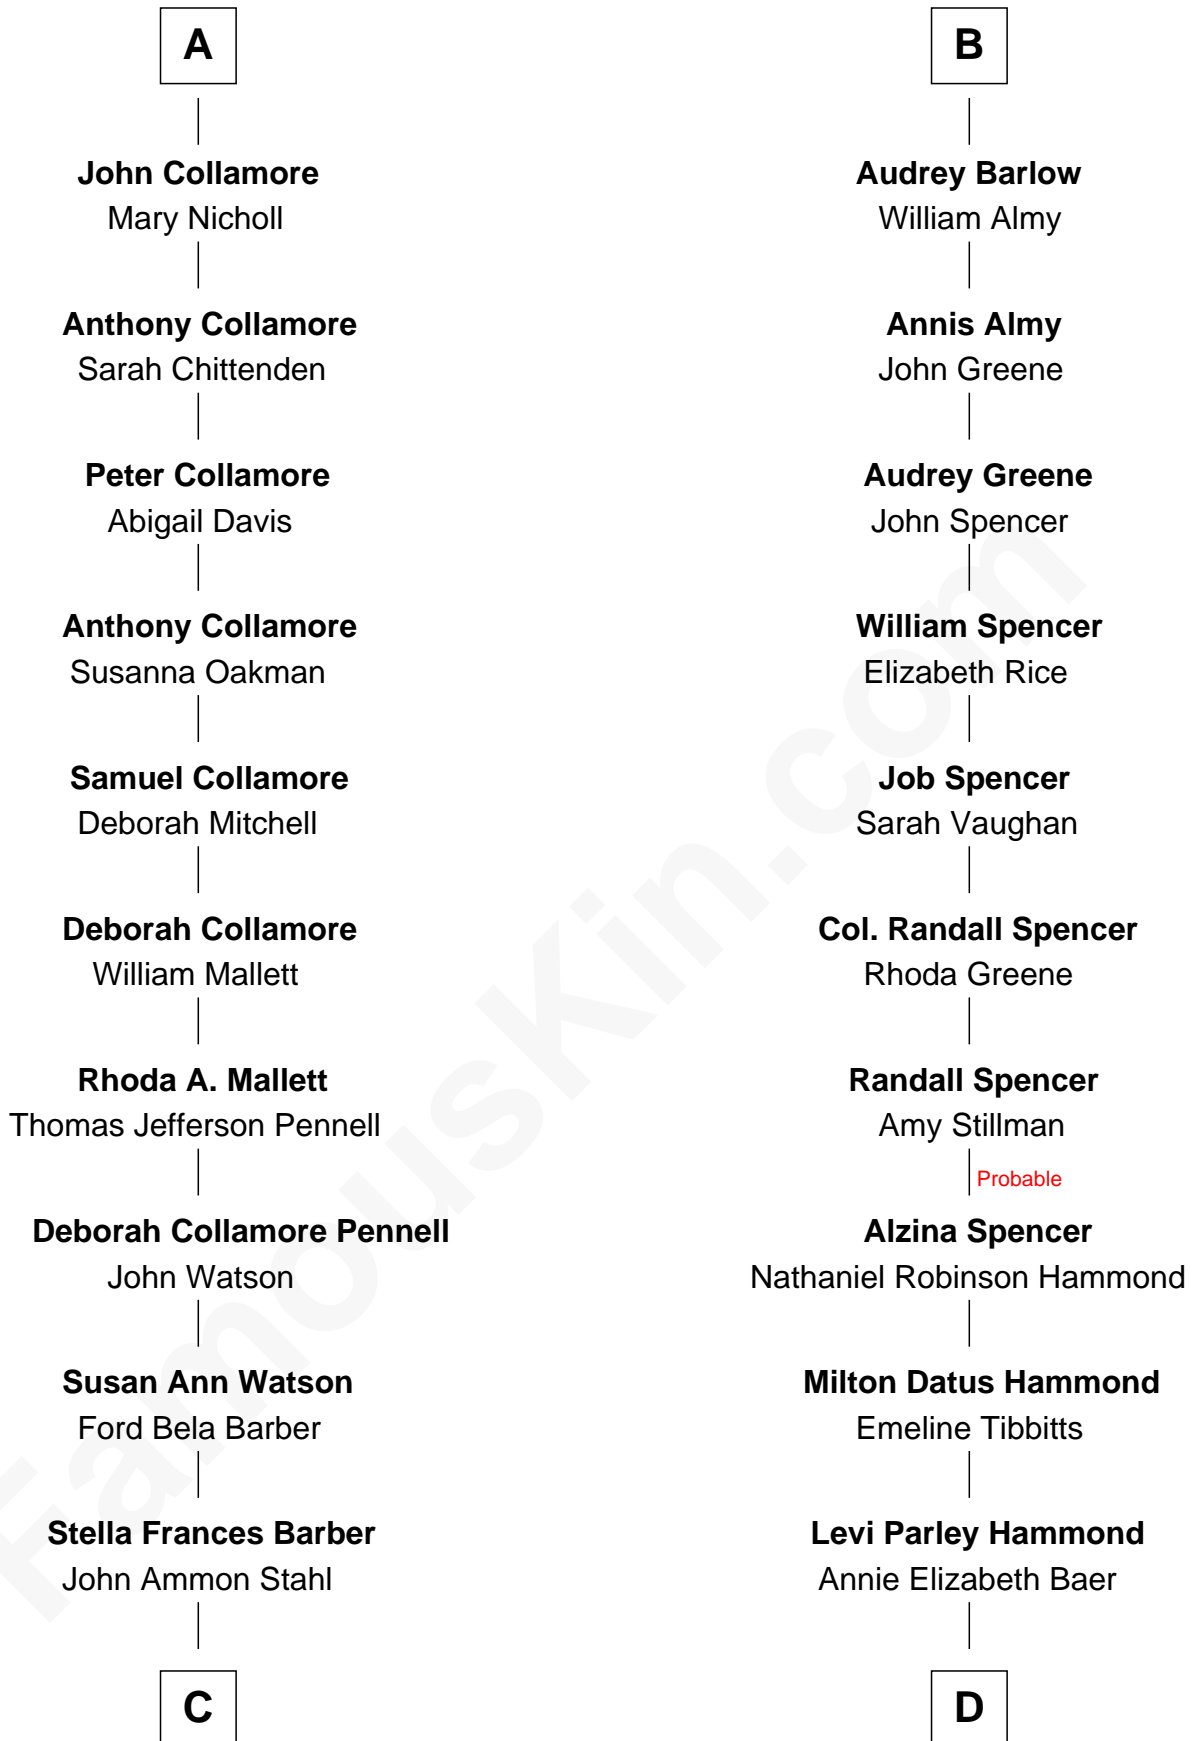 A
John Collamore
Mary Nicholl
Anthony Collamore
Sarah Chittenden
Peter Collamore
Abigail Davis
Anthony Collamore
Susanna Oakman
Samuel Collamore
Deborah Mitchell
Deborah Collamore
William Mallett
Rhoda A. Mallett
Thomas Jefferson Pennell
Deborah Collamore Pennell
John Watson
Susan Ann Watson
Ford Bela Barber
Stella Frances Barber
John Ammon Stahl
C
B
Audrey Barlow
William Almy
Annis Almy
John Greene
Audrey Greene
John Spencer
William Spencer
Elizabeth Rice
Job Spencer
Sarah Vaughan
Col. Randall Spencer
Rhoda Greene
Randall Spencer
Amy Stillman
Probable
Alzina Spencer
Nathaniel Robinson Hammond
Milton Datus Hammond
Emeline Tibbitts
Levi Parley Hammond
Annie Elizabeth Baer
D
FamousKin.com